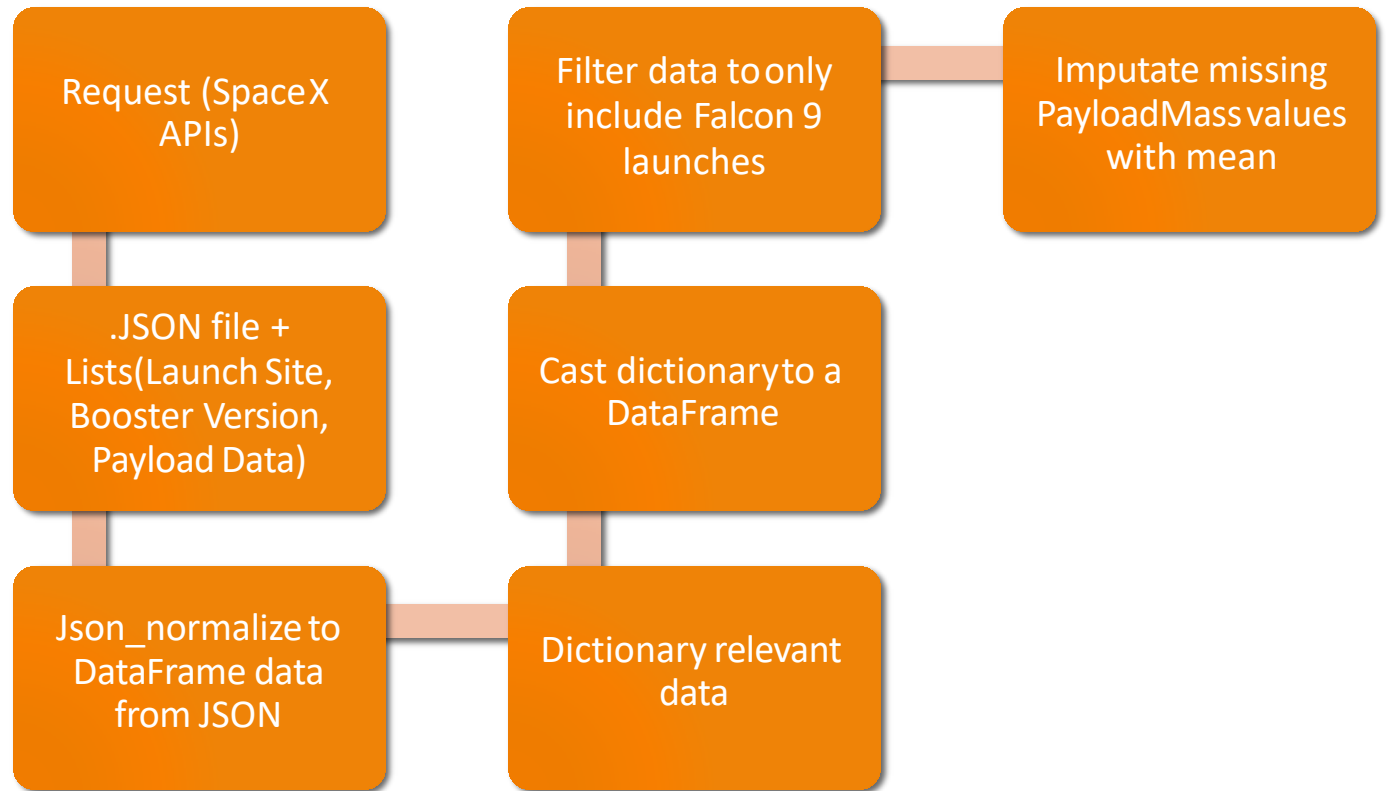 Request (SpaceX
APIs)
.JSON file +
Lists(Launch Site,
Booster Version,
Payload Data)
Json_normalize to
DataFrame data
from JSON
Dictionary relevant
data
Cast dictionary to a
DataFrame
Filter data to only
include Falcon 9
launches
Imputate missing
PayloadMass values
with mean